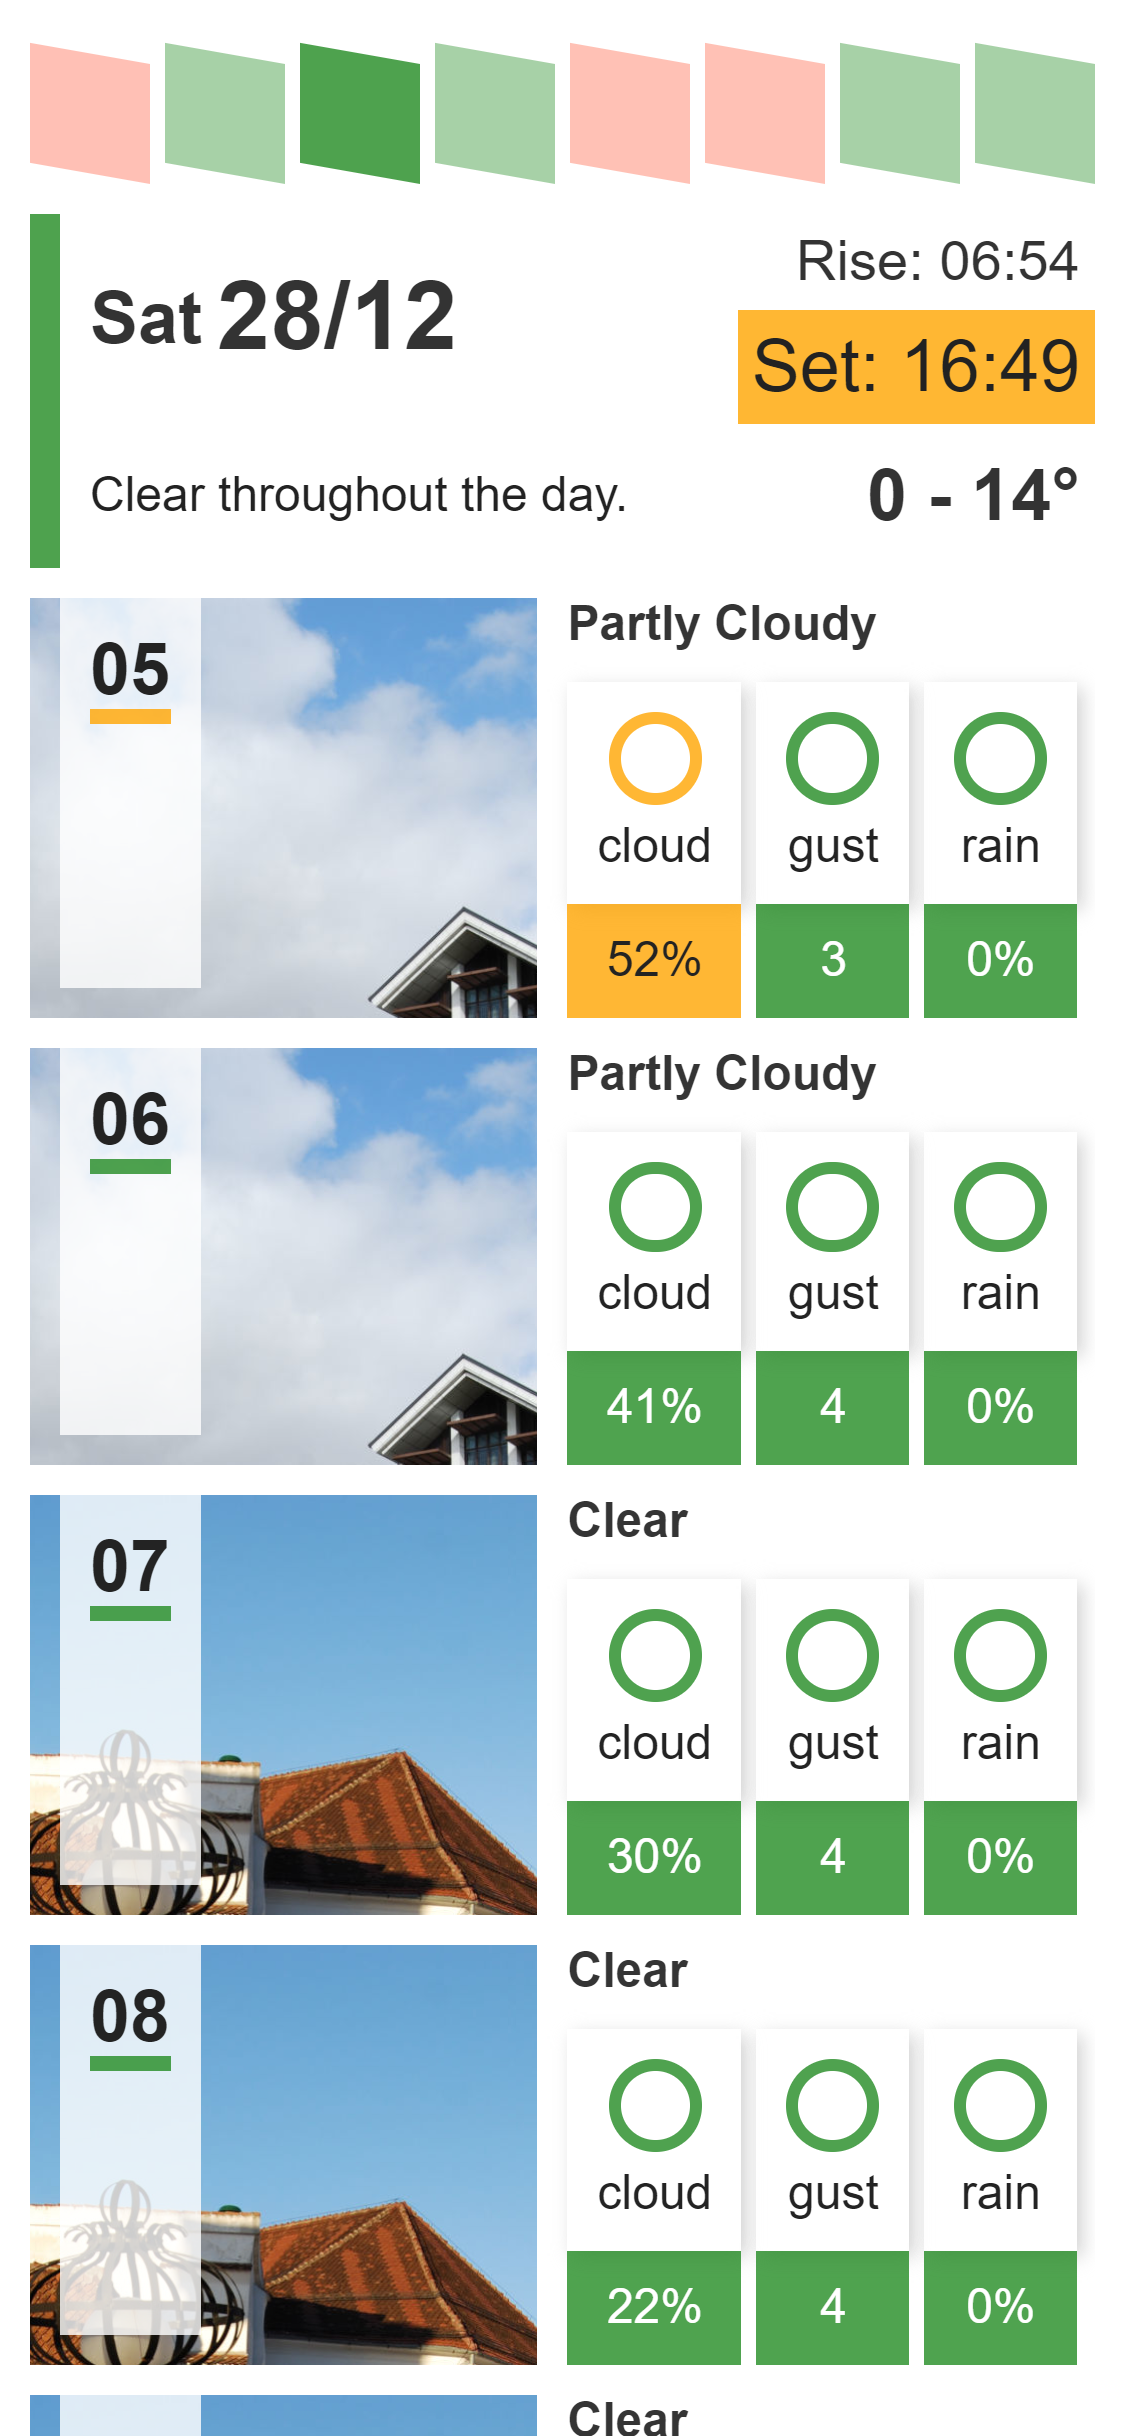 Rise: 06:54
Sat 28/12
Set: 16:49
Clear throughout the day.
0 - 14°
05
Partly Cloudy
cloud gust rain
52% 3 0%
06
Partly Cloudy
cloud gust rain
41% 4 0%
07
Clear
cloud gust rain
30% 4 0%
08
Clear
cloud gust rain
22% 4 0%
Clear